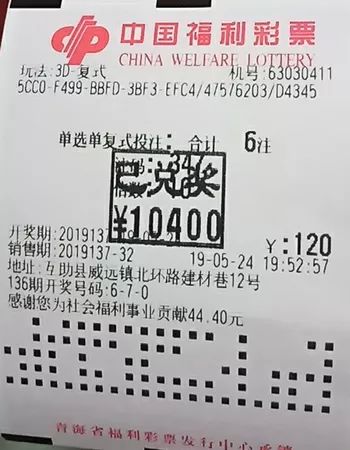 中国福利彩票
CHINA WELFARE LOTTERY
玩法:3D-复式 机号:63030411
5CC0-F499-BBFD-3BF3-EFC4/47576203/D4345
单选单复式投注: 合计 6注
347
已兑奖
¥10400
开奖期:2019137 ¥:120
销售期:2019137-32 19-05-24 19:52:57
地址:互助县威远镇北环路建材巷12号
136期开奖号码:6-7-0
感谢您为社会福利事业贡献44.40元
青海省福利彩票发行中心承销